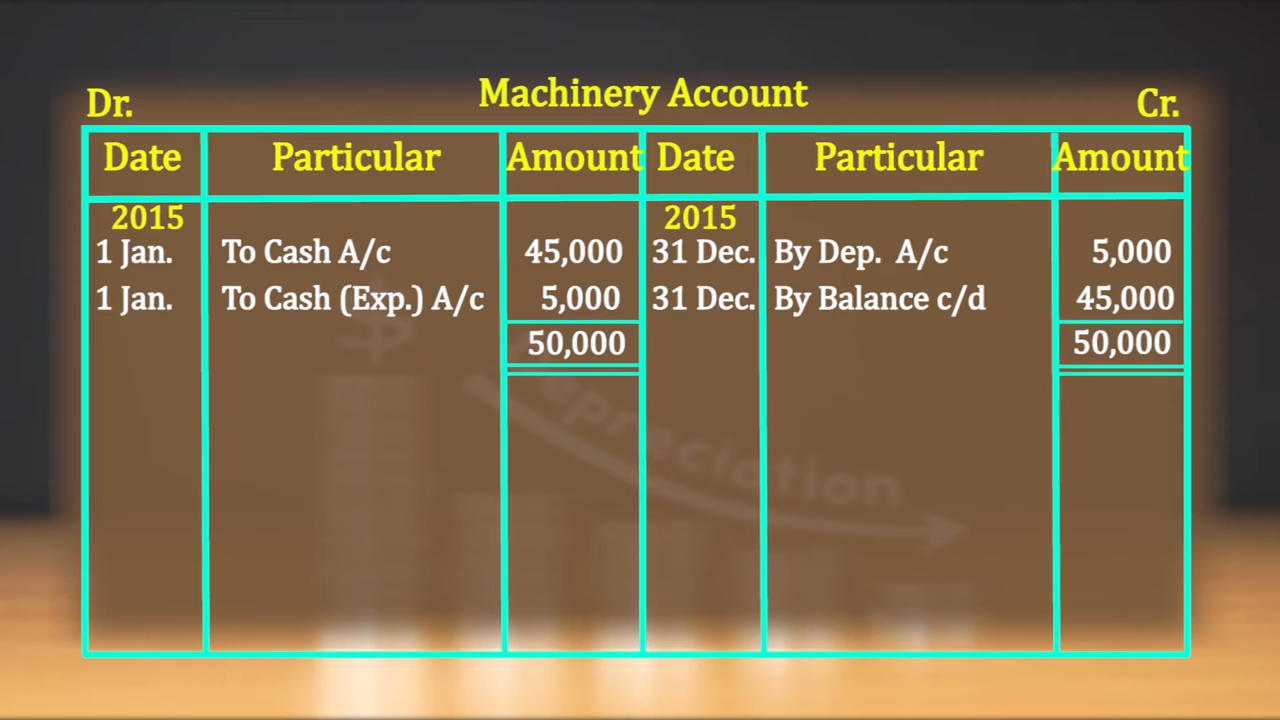 Machinery Account
Dr.
Cr.
Date Particular Amount Date Particular Amount
2015 2015
1 Jan. To Cash A/c 45,000 31 Dec. By Dep. A/c 5,000
1 Jan. To Cash (Exp.) A/c 5,000 31 Dec. By Balance c/d 45,000
50,000 50,000
$
Depreciation